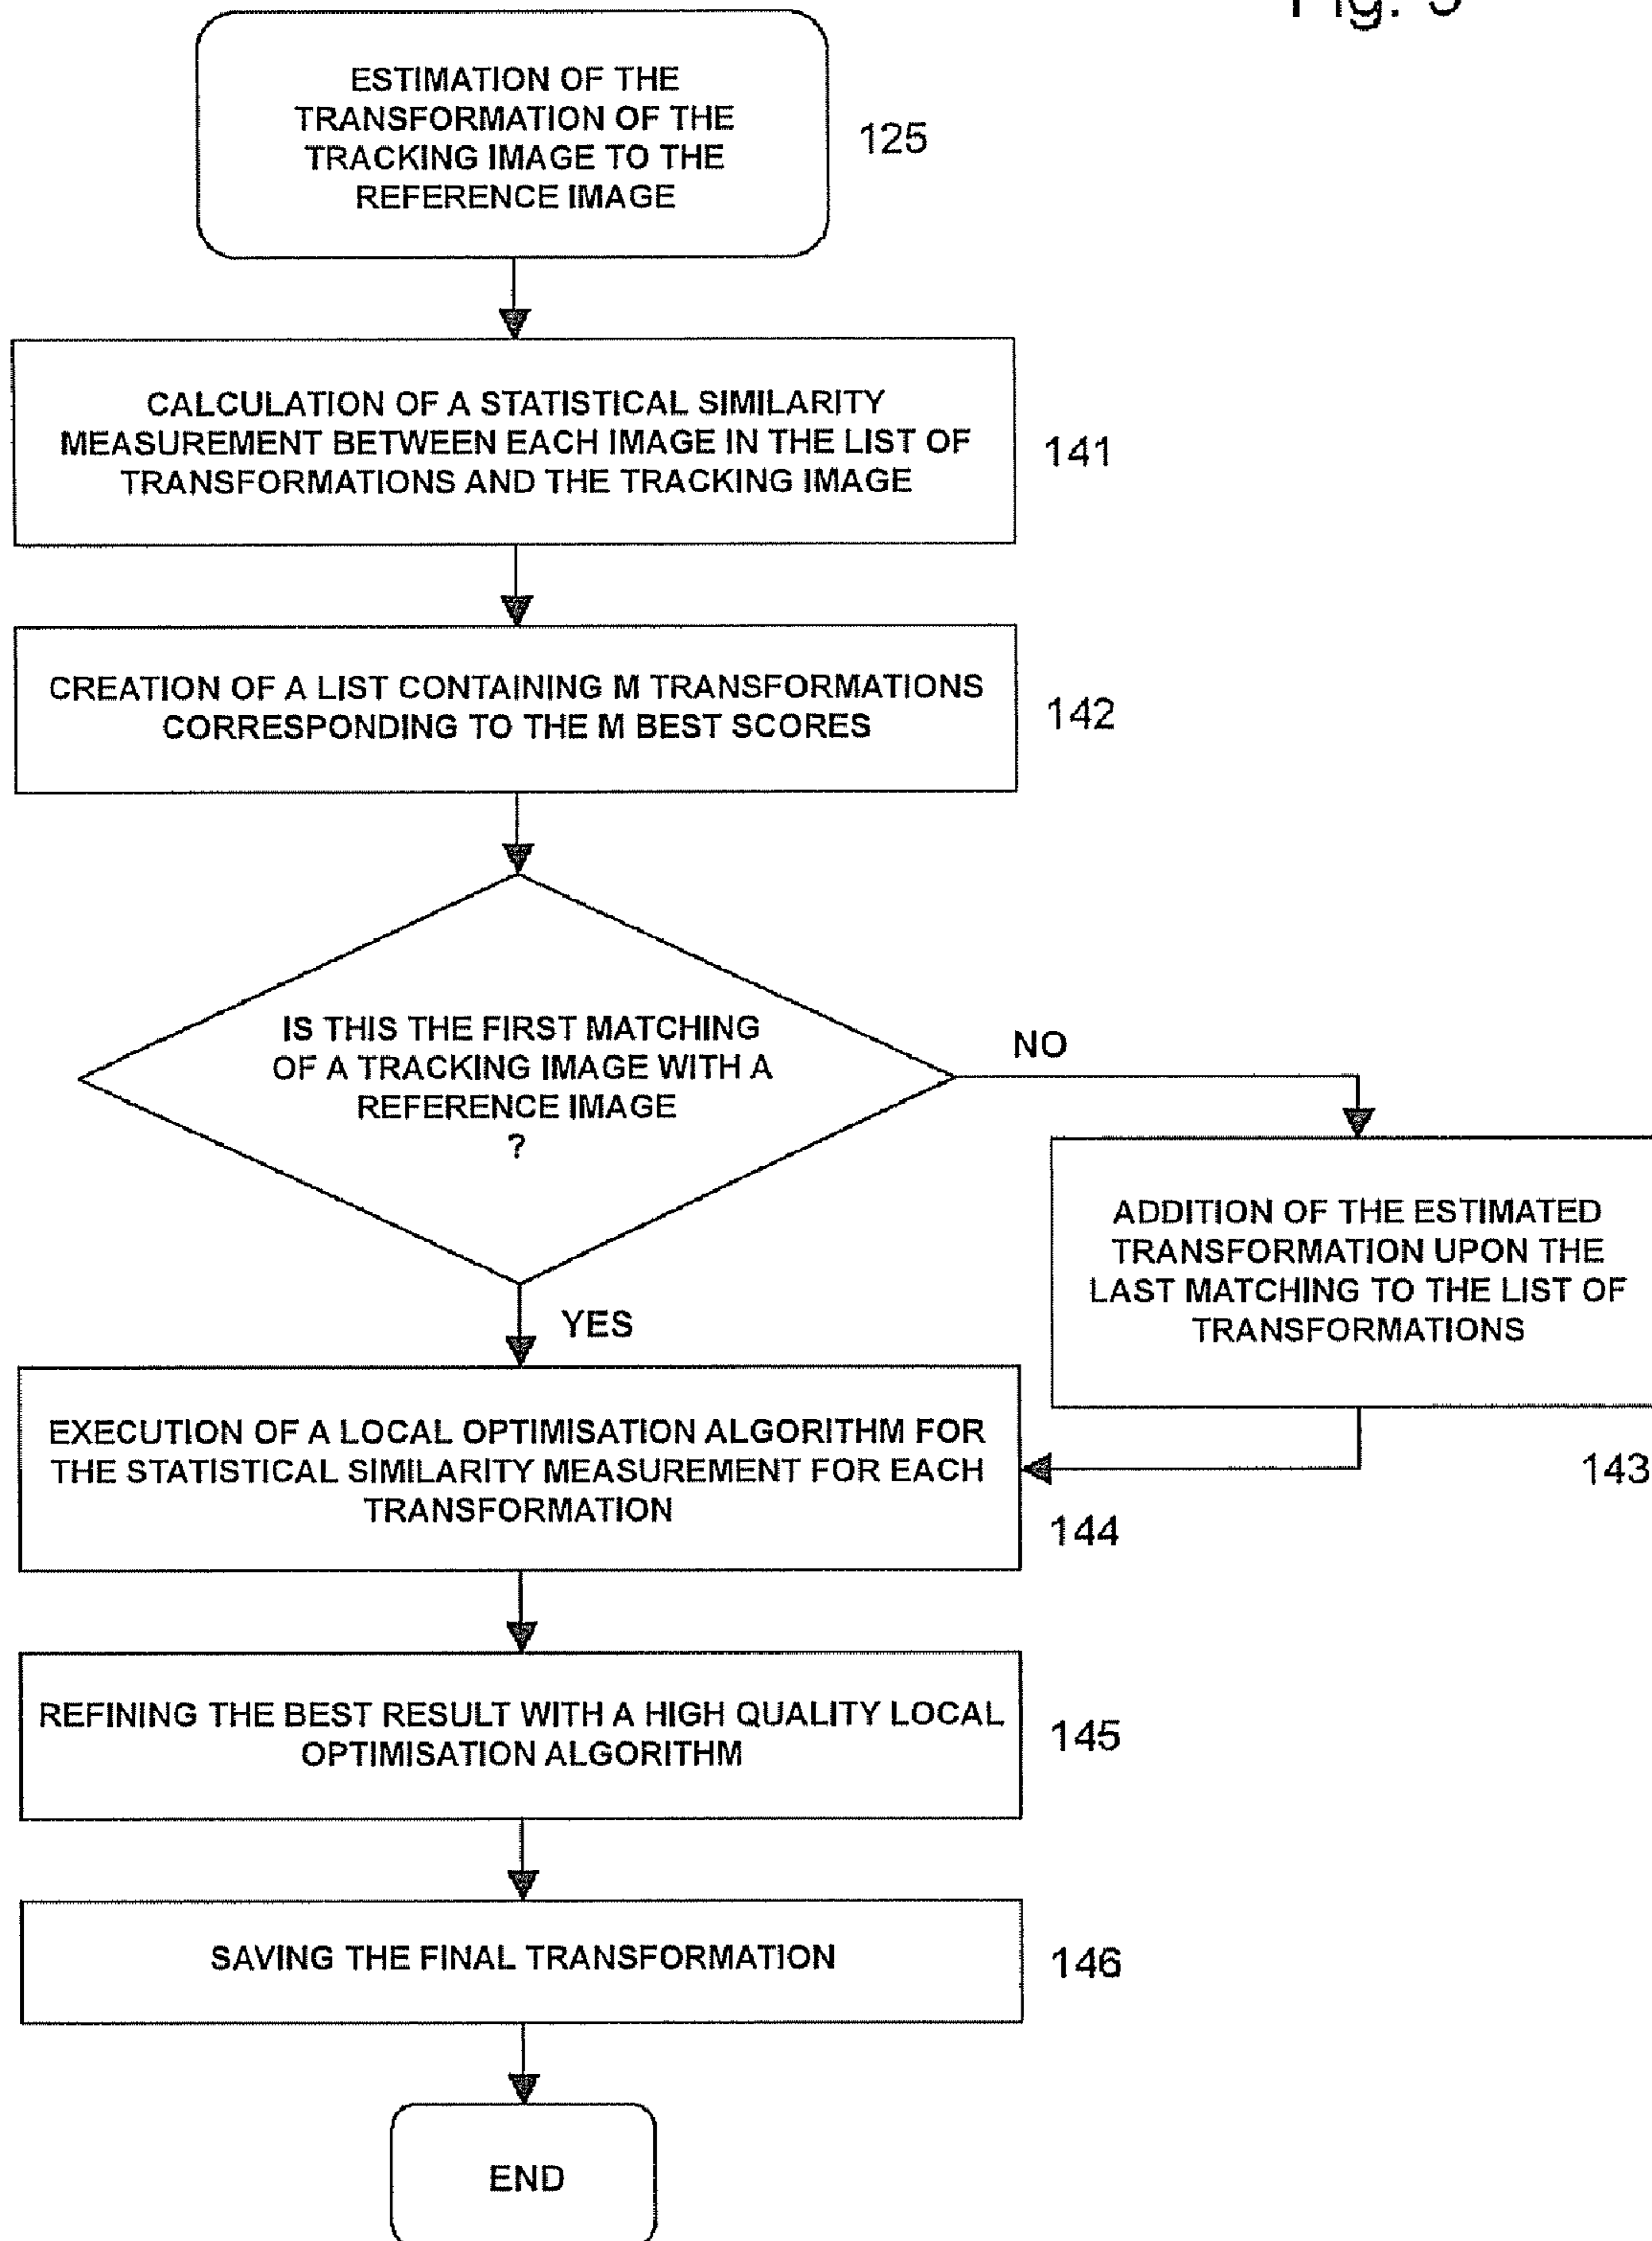 ESTIMATION OF THE
TRANSFORMATION OF THE
TRACKING IMAGE TO THE
REFERENCE IMAGE
125
CALCULATION OF A STATISTICAL SIMILARITY
MEASUREMENT BETWEEN EACH IMAGE IN THE LIST OF
TRANSFORMATIONS AND THE TRACKING IMAGE
141
CREATION OF A LIST CONTAINING M TRANSFORMATIONS
CORRESPONDING TO THE M BEST SCORES
142
IS THIS THE FIRST MATCHING
OF A TRACKING IMAGE WITH A
REFERENCE IMAGE
?
NO
ADDITION OF THE ESTIMATED
TRANSFORMATION UPON THE
LAST MATCHING TO THE LIST OF
TRANSFORMATIONS
143
YES
EXECUTION OF A LOCAL OPTIMISATION ALGORITHM FOR
THE STATISTICAL SIMILARITY MEASUREMENT FOR EACH
TRANSFORMATION
144
REFINING THE BEST RESULT WITH A HIGH QUALITY LOCAL
OPTIMISATION ALGORITHM
145
SAVING THE FINAL TRANSFORMATION
146
END